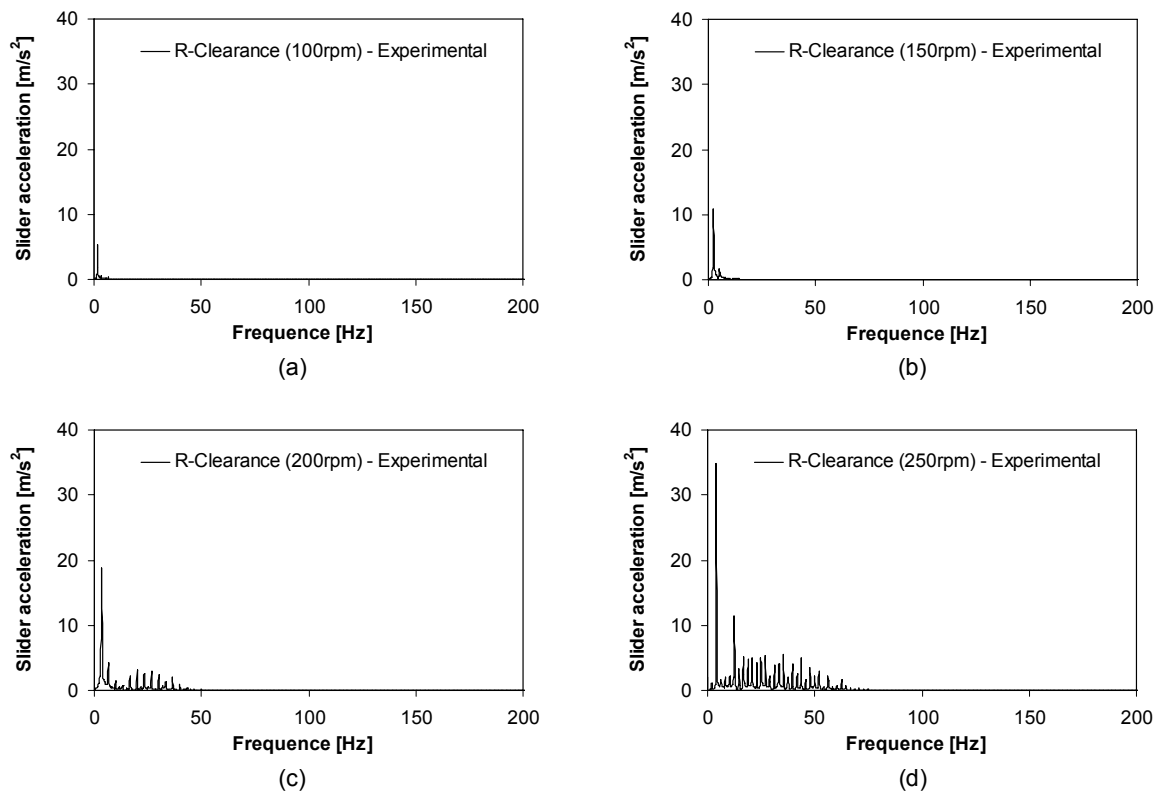 40
R-Clearance (100rpm) - Experimental
30
20
10
0
Slider acceleration [m/s²]
0 50 100 150 200
Frequence [Hz]
(a)
40
R-Clearance (150rpm) - Experimental
30
20
10
0
Slider acceleration [m/s²]
0 50 100 150 200
Frequence [Hz]
(b)
40
R-Clearance (200rpm) - Experimental
30
20
10
0
Slider acceleration [m/s²]
0 50 100 150 200
Frequence [Hz]
(c)
40
R-Clearance (250rpm) - Experimental
30
20
10
0
Slider acceleration [m/s²]
0 50 100 150 200
Frequence [Hz]
(d)